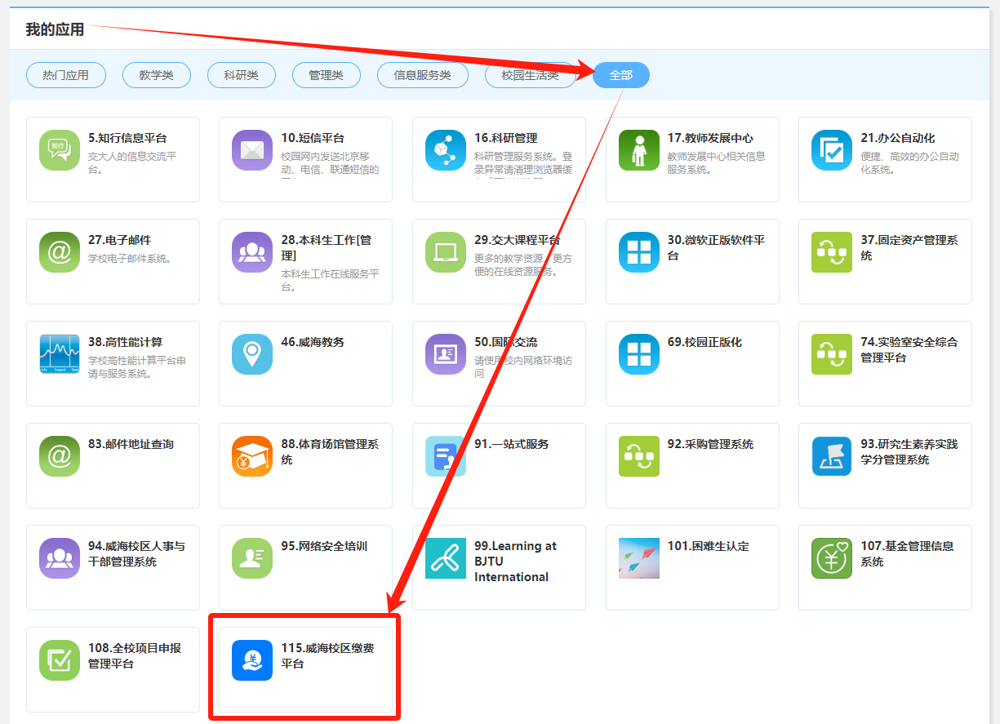 我的应用
热门应用
教学类
科研类
管理类
信息服务类
校园生活类
全部
知行
5.知行信息平台
交大人的信息交流平
台。
10.短信平台
校园网内发送北京移
动、电信、联通短信的
16.科研管理
科研管理服务系统。登
录异常请清理浏览器缓
17.教师发展中心
教师发展中心相关信息
服务系统。
21.办公自动化
便捷、高效的办公自动
化系统。
27.电子邮件
学校电子邮件系统。
28.本科生工作[管
理]
本科生工作在线服务平
台。
29.交大课程平台
更多的教学资源，更方
便的在线资源服务。
30.微软正版软件平
台
37.固定资产管理系
统
July August Sep
38.高性能计算
学校高性能计算平台申
请与服务系统。
46.威海教务
50.国际交流
请使用校内网络环境访
问
69.校园正版化
74.实验室安全综合
管理平台
83.邮件地址查询
88.体育场馆管理系
统
91.一站式服务
92.采购管理系统
93.研究生素养实践
学分管理系统
94.威海校区人事与
干部管理系统
95.网络安全培训
99.Learning at
BJTU
International
101.困难生认定
107.基金管理信息
系统
108.全校项目申报
管理平台
115.威海校区缴费
平台